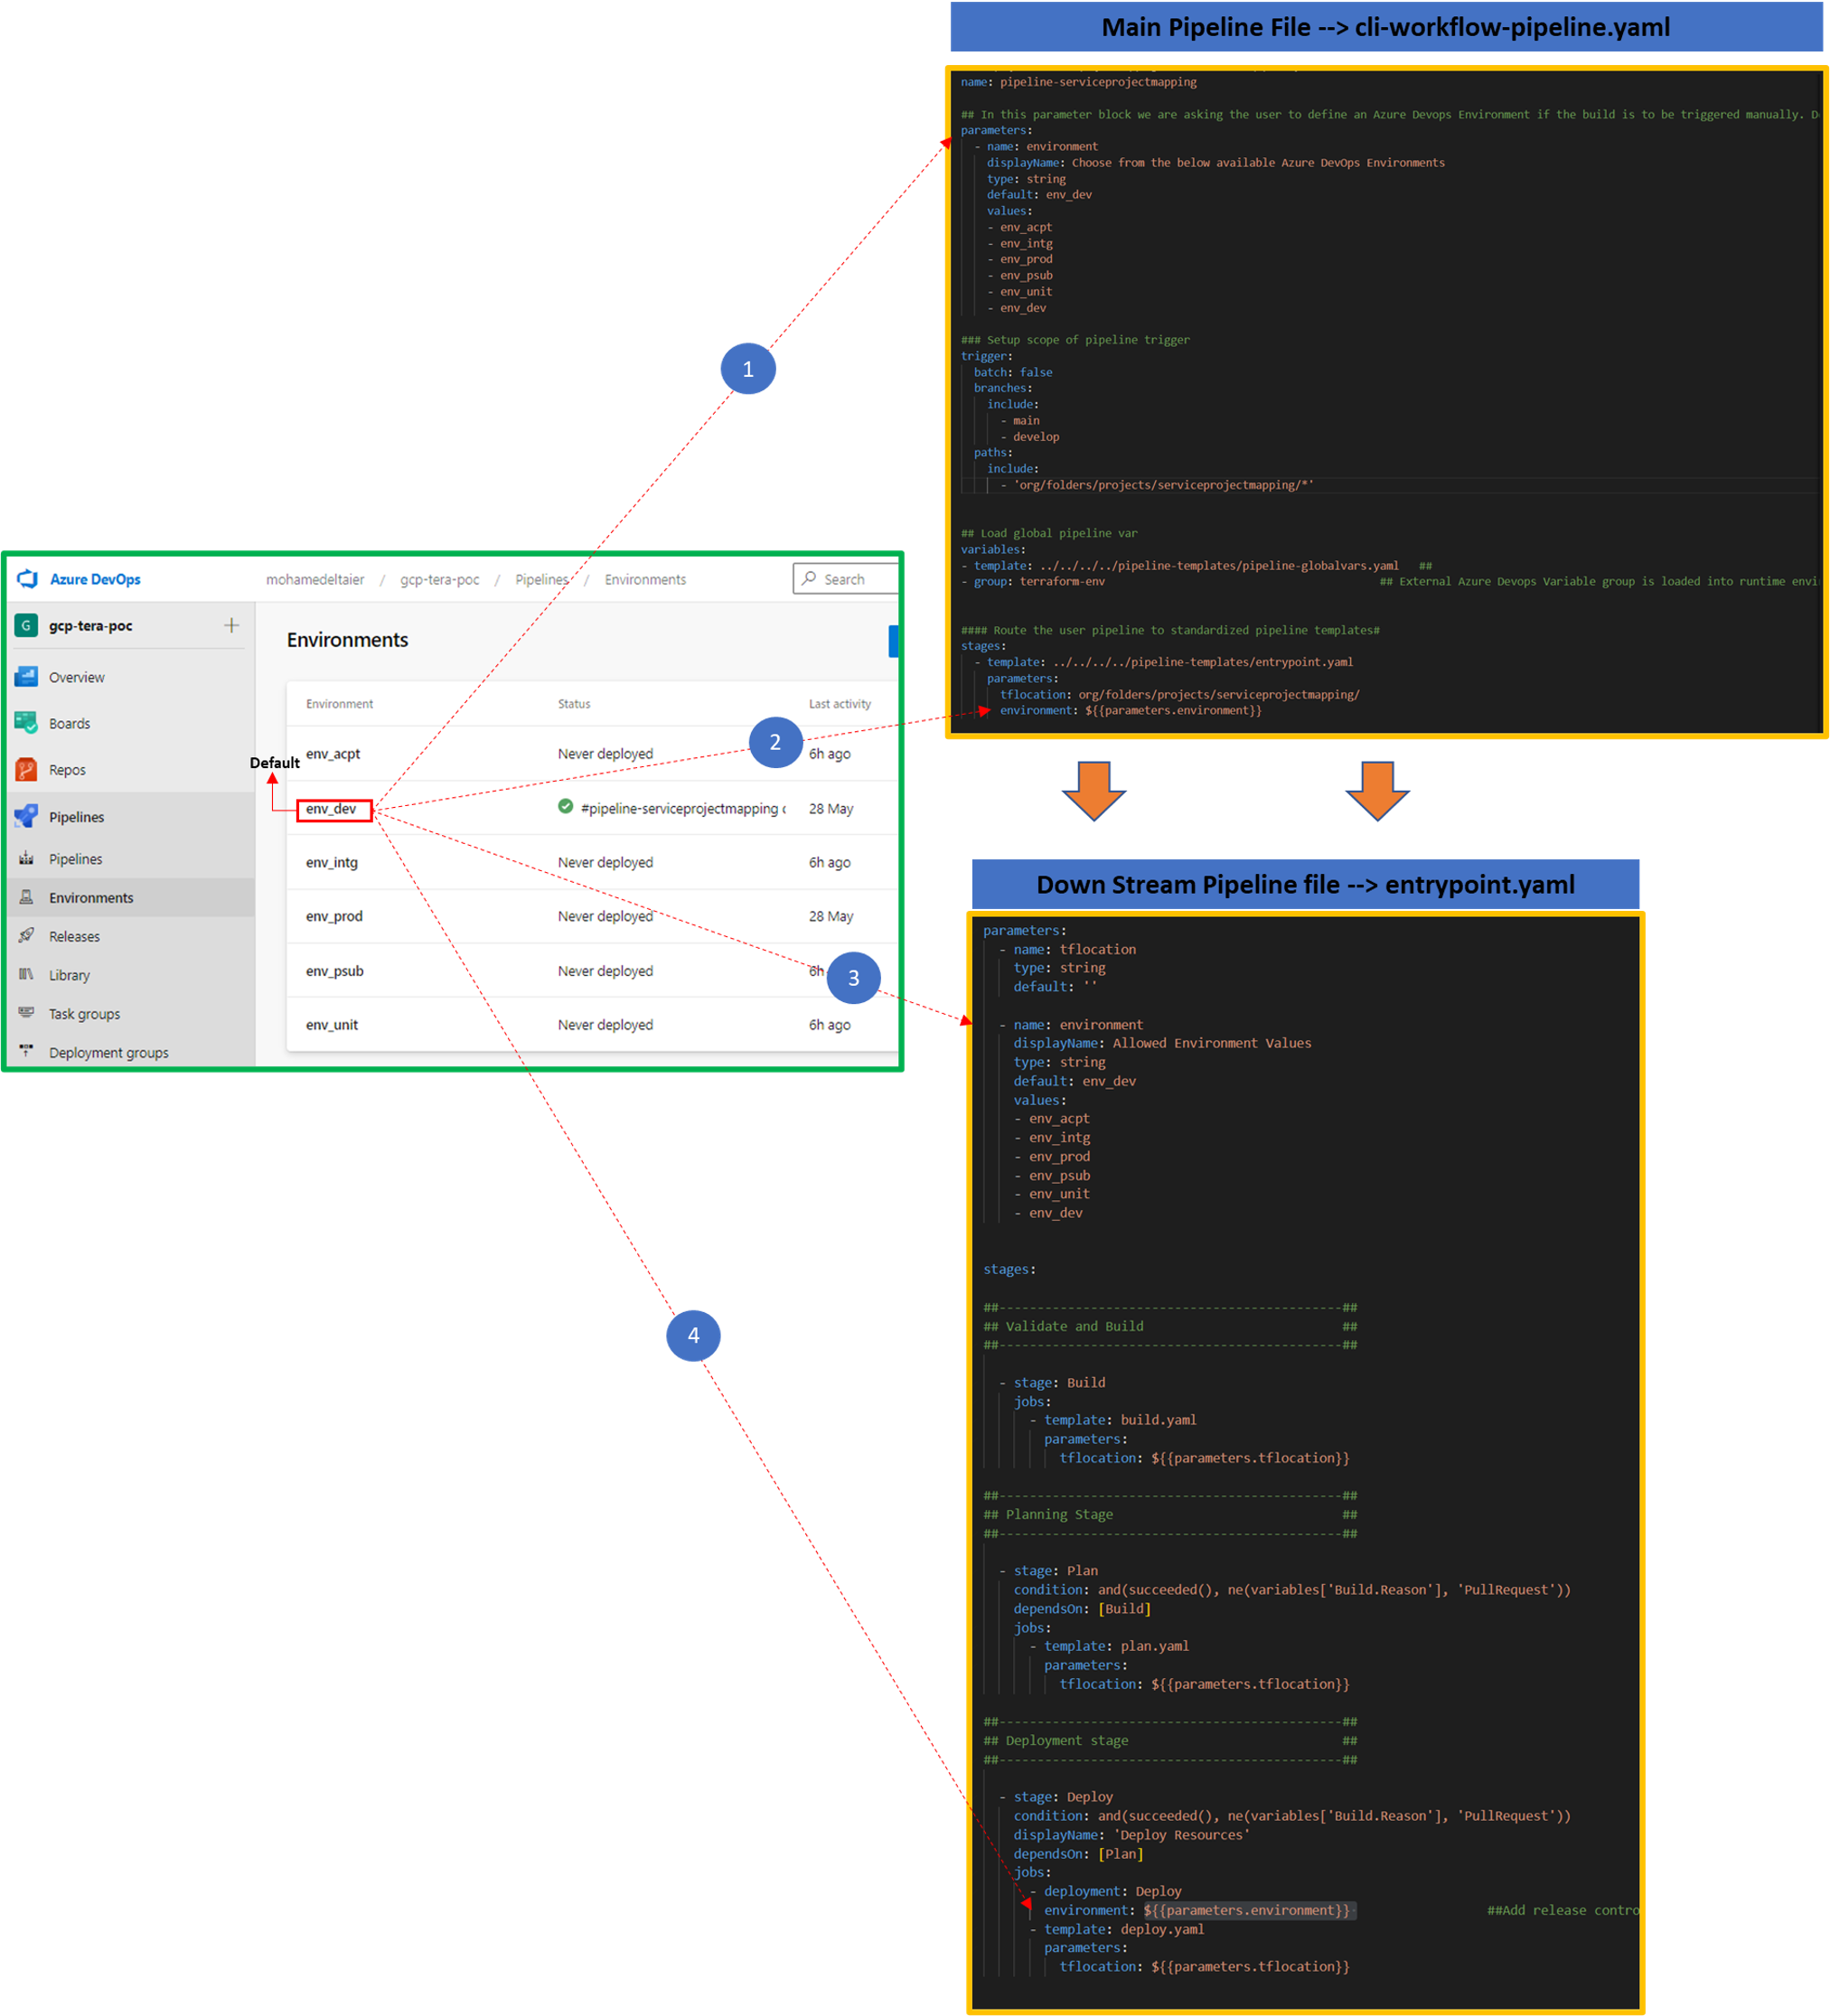 Main Pipeline File --> cli-workflow-pipeline.yaml
name: pipeline-serviceprojectmapping
## In this parameter block we are asking the user to define an Azure Devops Environment if the build is to be triggered manually.
parameters:
- name: environment
displayName: Choose from the below available Azure DevOps Environments
type: string
default: env_dev
values:
- env_acpt
- env_intg
- env_prod
- env_psub
- env_unit
- env_dev
### Setup scope of pipeline trigger
trigger:
batch: false
branches:
include:
- main
- develop
paths:
include:
- 'org/folders/projects/serviceprojectmapping/*'
## Load global pipeline var
variables:
- template: ../../../../pipeline-templates/pipeline-globalvars.yaml ##
- group: terraform-env ## External Azure Devops Variable group is loaded into runtime
#### Route the user pipeline to standardized pipeline templates#
stages:
- template: ../../../../pipeline-templates/entrypoint.yaml
parameters:
tflocation: org/folders/projects/serviceprojectmapping/
environment: ${{parameters.environment}}
1
2
3
4
Azure DevOps
mohamedeltaier / gcp-tera-poc / Pipelines / Environments
Search
G gcp-tera-poc +
Overview
Boards
Repos
Pipelines
Pipelines
Environments
Releases
Library
Task groups
Deployment groups
Environments
Environment Status Last activity
env_acpt Never deployed 6h ago
Default
env_dev #pipeline-serviceprojectmapping 28 May
env_intg Never deployed 6h ago
env_prod Never deployed 28 May
env_psub Never deployed 6h
env_unit Never deployed 6h ago
Down Stream Pipeline file --> entrypoint.yaml
parameters:
- name: tflocation
type: string
default: ''
- name: environment
displayName: Allowed Environment Values
type: string
default: env_dev
values:
- env_acpt
- env_intg
- env_prod
- env_psub
- env_unit
- env_dev
stages:
##---------------------------------------------##
## Validate and Build ##
##---------------------------------------------##
- stage: Build
jobs:
- template: build.yaml
parameters:
tflocation: ${{parameters.tflocation}}
##---------------------------------------------##
## Planning Stage ##
##---------------------------------------------##
- stage: Plan
condition: and(succeeded(), ne(variables['Build.Reason'], 'PullRequest'))
dependsOn: [Build]
jobs:
- template: plan.yaml
parameters:
tflocation: ${{parameters.tflocation}}
##---------------------------------------------##
## Deployment stage ##
##---------------------------------------------##
- stage: Deploy
condition: and(succeeded(), ne(variables['Build.Reason'], 'PullRequest'))
displayName: 'Deploy Resources'
dependsOn: [Plan]
jobs:
- deployment: Deploy
environment: ${{parameters.environment}} ##Add release contro
- template: deploy.yaml
parameters:
tflocation: ${{parameters.tflocation}}